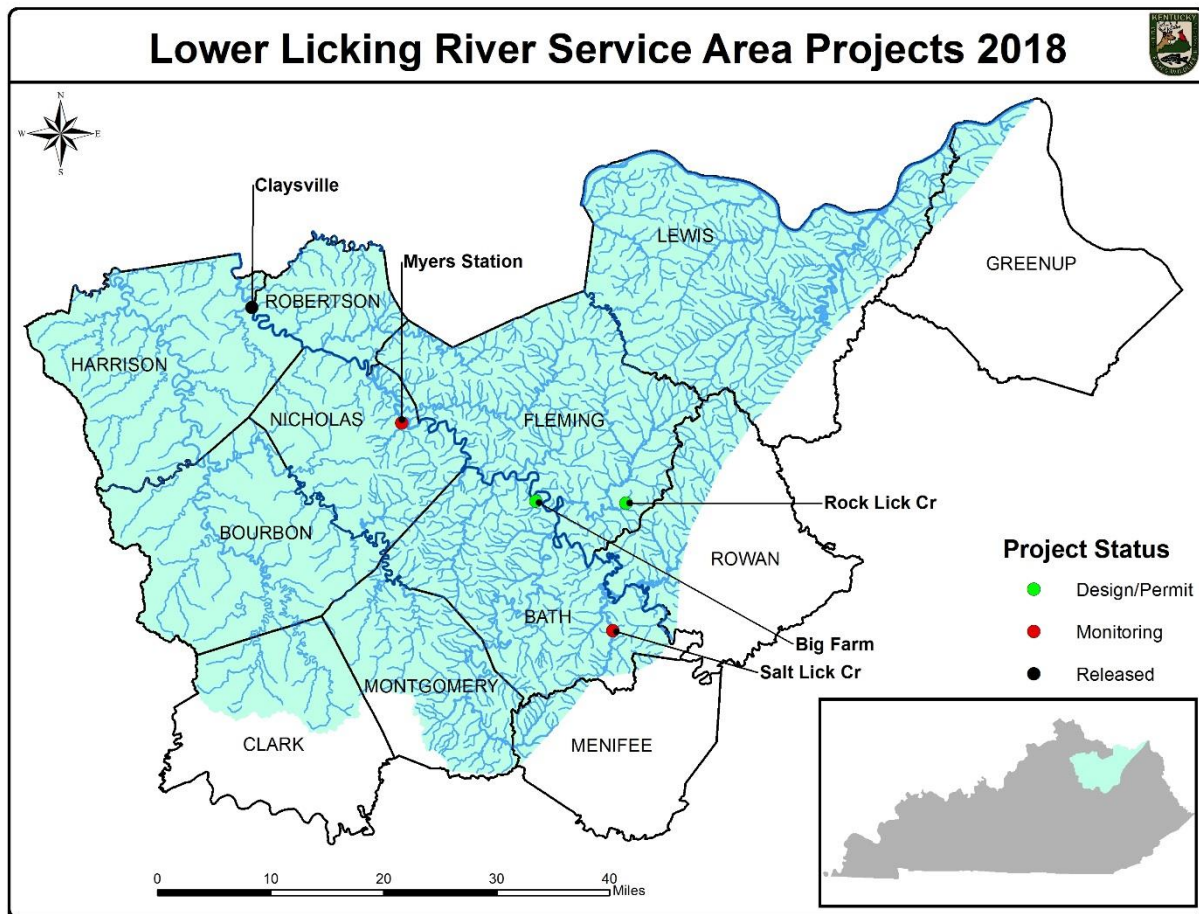 Lower Licking River Service Area Projects 2018
KENTUCKY
N
W
E
S
Claysville
Myers Station
LEWIS
GREENUP
ROBERTSON
HARRISON
NICHOLAS
FLEMING
Rock Lick Cr
BOURBON
ROWAN
Project Status
Design/Permit
BATH
Big Farm
Monitoring
Salt Lick Cr
Released
MONTGOMERY
CLARK
MENIFEE
0 10 20 30 40
Miles